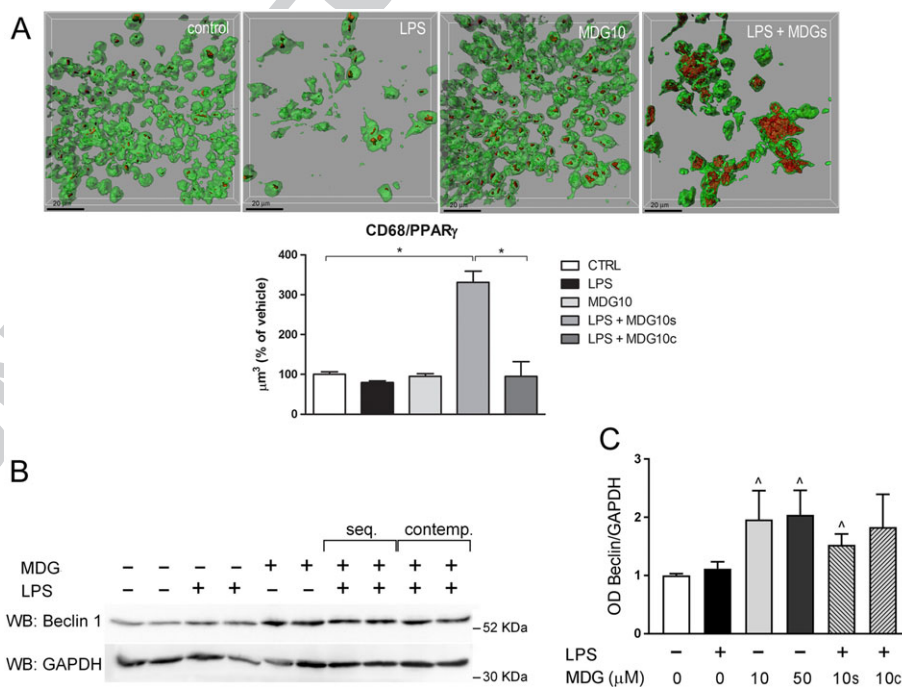 A
control
LPS
MDG10
LPS + MDGs
20 µm
20 µm
20 µm
20 µm
CD68/PPARγ
µm³ (% of vehicle)
400
300
200
100
0
*
*
CTRL
LPS
MDG10
LPS + MDG10s
LPS + MDG10c
B
seq.
contemp.
MDG − − − − + + + + + +
LPS − − + + − − + + + +
WB: Beclin 1
– 52 KDa
WB: GAPDH
– 30 KDa
C
OD Beclin/GAPDH
3
2
1
0
^
^
^
LPS − + − − + +
MDG (µM) 0 0 10 50 10s 10c